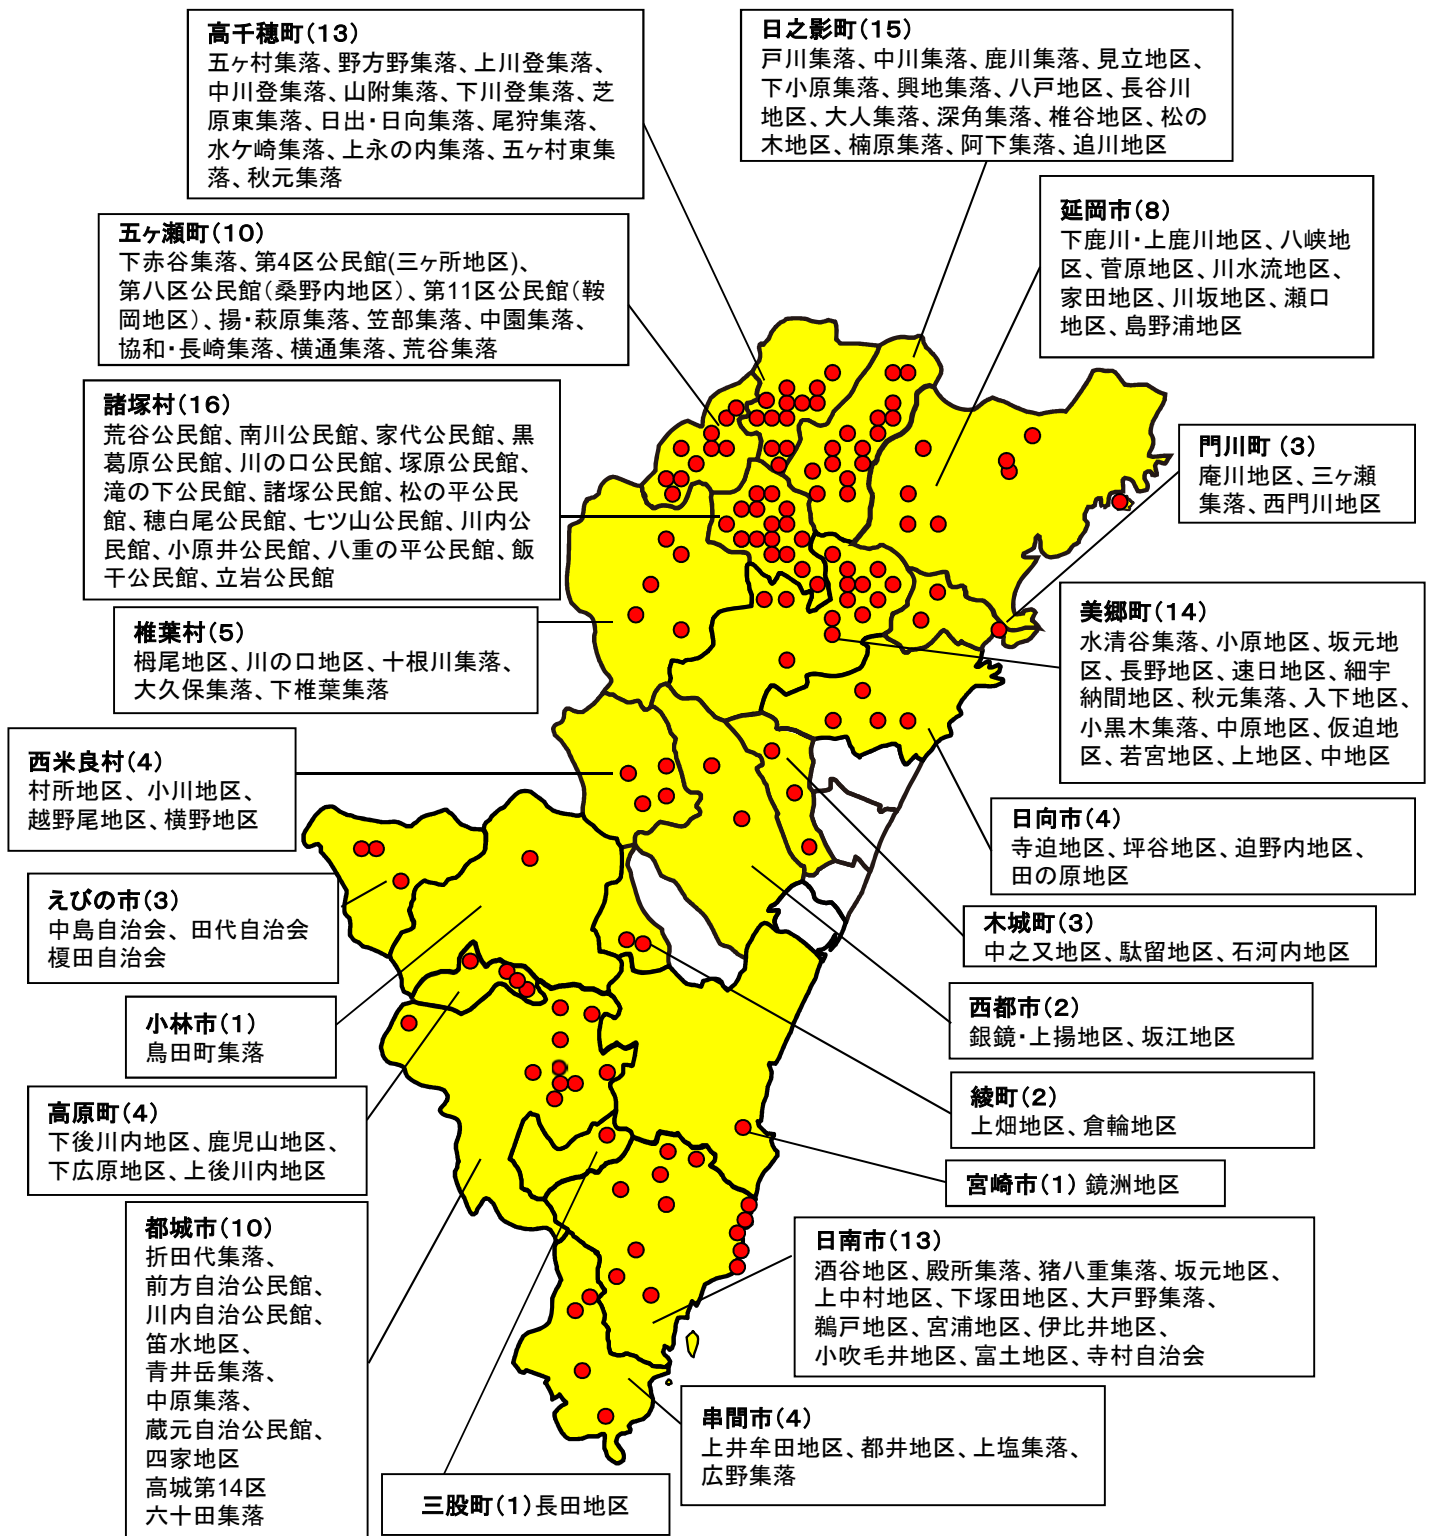 高千穂町(13)
五ヶ村集落、野方野集落、上川登集落、
中川登集落、山附集落、下川登集落、芝
原東集落、日出・日向集落、尾狩集落、
水ケ崎集落、上永の内集落、五ヶ村東集
落、秋元集落
日之影町(15)
戸川集落、中川集落、鹿川集落、見立地区、
下小原集落、興地集落、八戸地区、長谷川
地区、大人集落、深角集落、椎谷地区、松の
木地区、楠原集落、阿下集落、追川地区
延岡市(8)
下鹿川・上鹿川地区、八峡地
区、菅原地区、川水流地区、
家田地区、川坂地区、瀬口
地区、島野浦地区
五ヶ瀬町(10)
下赤谷集落、第4区公民館(三ヶ所地区)、
第八区公民館(桑野内地区)、第11区公民館(鞍
岡地区)、揚・萩原集落、笠部集落、中園集落、
協和・長崎集落、横通集落、荒谷集落
諸塚村(16)
荒谷公民館、南川公民館、家代公民館、黒
葛原公民館、川の口公民館、塚原公民館、
滝の下公民館、諸塚公民館、松の平公民
館、穂白尾公民館、七ツ山公民館、川内公
民館、小原井公民館、八重の平公民館、飯
干公民館、立岩公民館
門川町(3)
庵川地区、三ヶ瀬
集落、西門川地区
美郷町(14)
水清谷集落、小原地区、坂元地
区、長野地区、速日地区、細宇
納間地区、秋元集落、入下地区、
小黒木集落、中原地区、仮迫地
区、若宮地区、上地区、中地区
椎葉村(5)
栂尾地区、川の口地区、十根川集落、
大久保集落、下椎葉集落
西米良村(4)
村所地区、小川地区、
越野尾地区、横野地区
日向市(4)
寺迫地区、坪谷地区、迫野内地区、
田の原地区
えびの市(3)
中島自治会、田代自治会
榎田自治会
木城町(3)
中之又地区、駄留地区、石河内地区
西都市(2)
銀鏡・上揚地区、坂江地区
小林市(1)
鳥田町集落
綾町(2)
上畑地区、倉輪地区
高原町(4)
下後川内地区、鹿児山地区、
下広原地区、上後川内地区
宮崎市(1) 鏡洲地区
都城市(10)
折田代集落、
前方自治公民館、
川内自治公民館、
笛水地区、
青井岳集落、
中原集落、
蔵元自治公民館、
四家地区
高城第14区
六十田集落
日南市(13)
酒谷地区、殿所集落、猪八重集落、坂元地区、
上中村地区、下塚田地区、大戸野集落、
鵜戸地区、宮浦地区、伊比井地区、
小吹毛井地区、富土地区、寺村自治会
串間市(4)
上井牟田地区、都井地区、上塩集落、
広野集落
三股町(1)長田地区